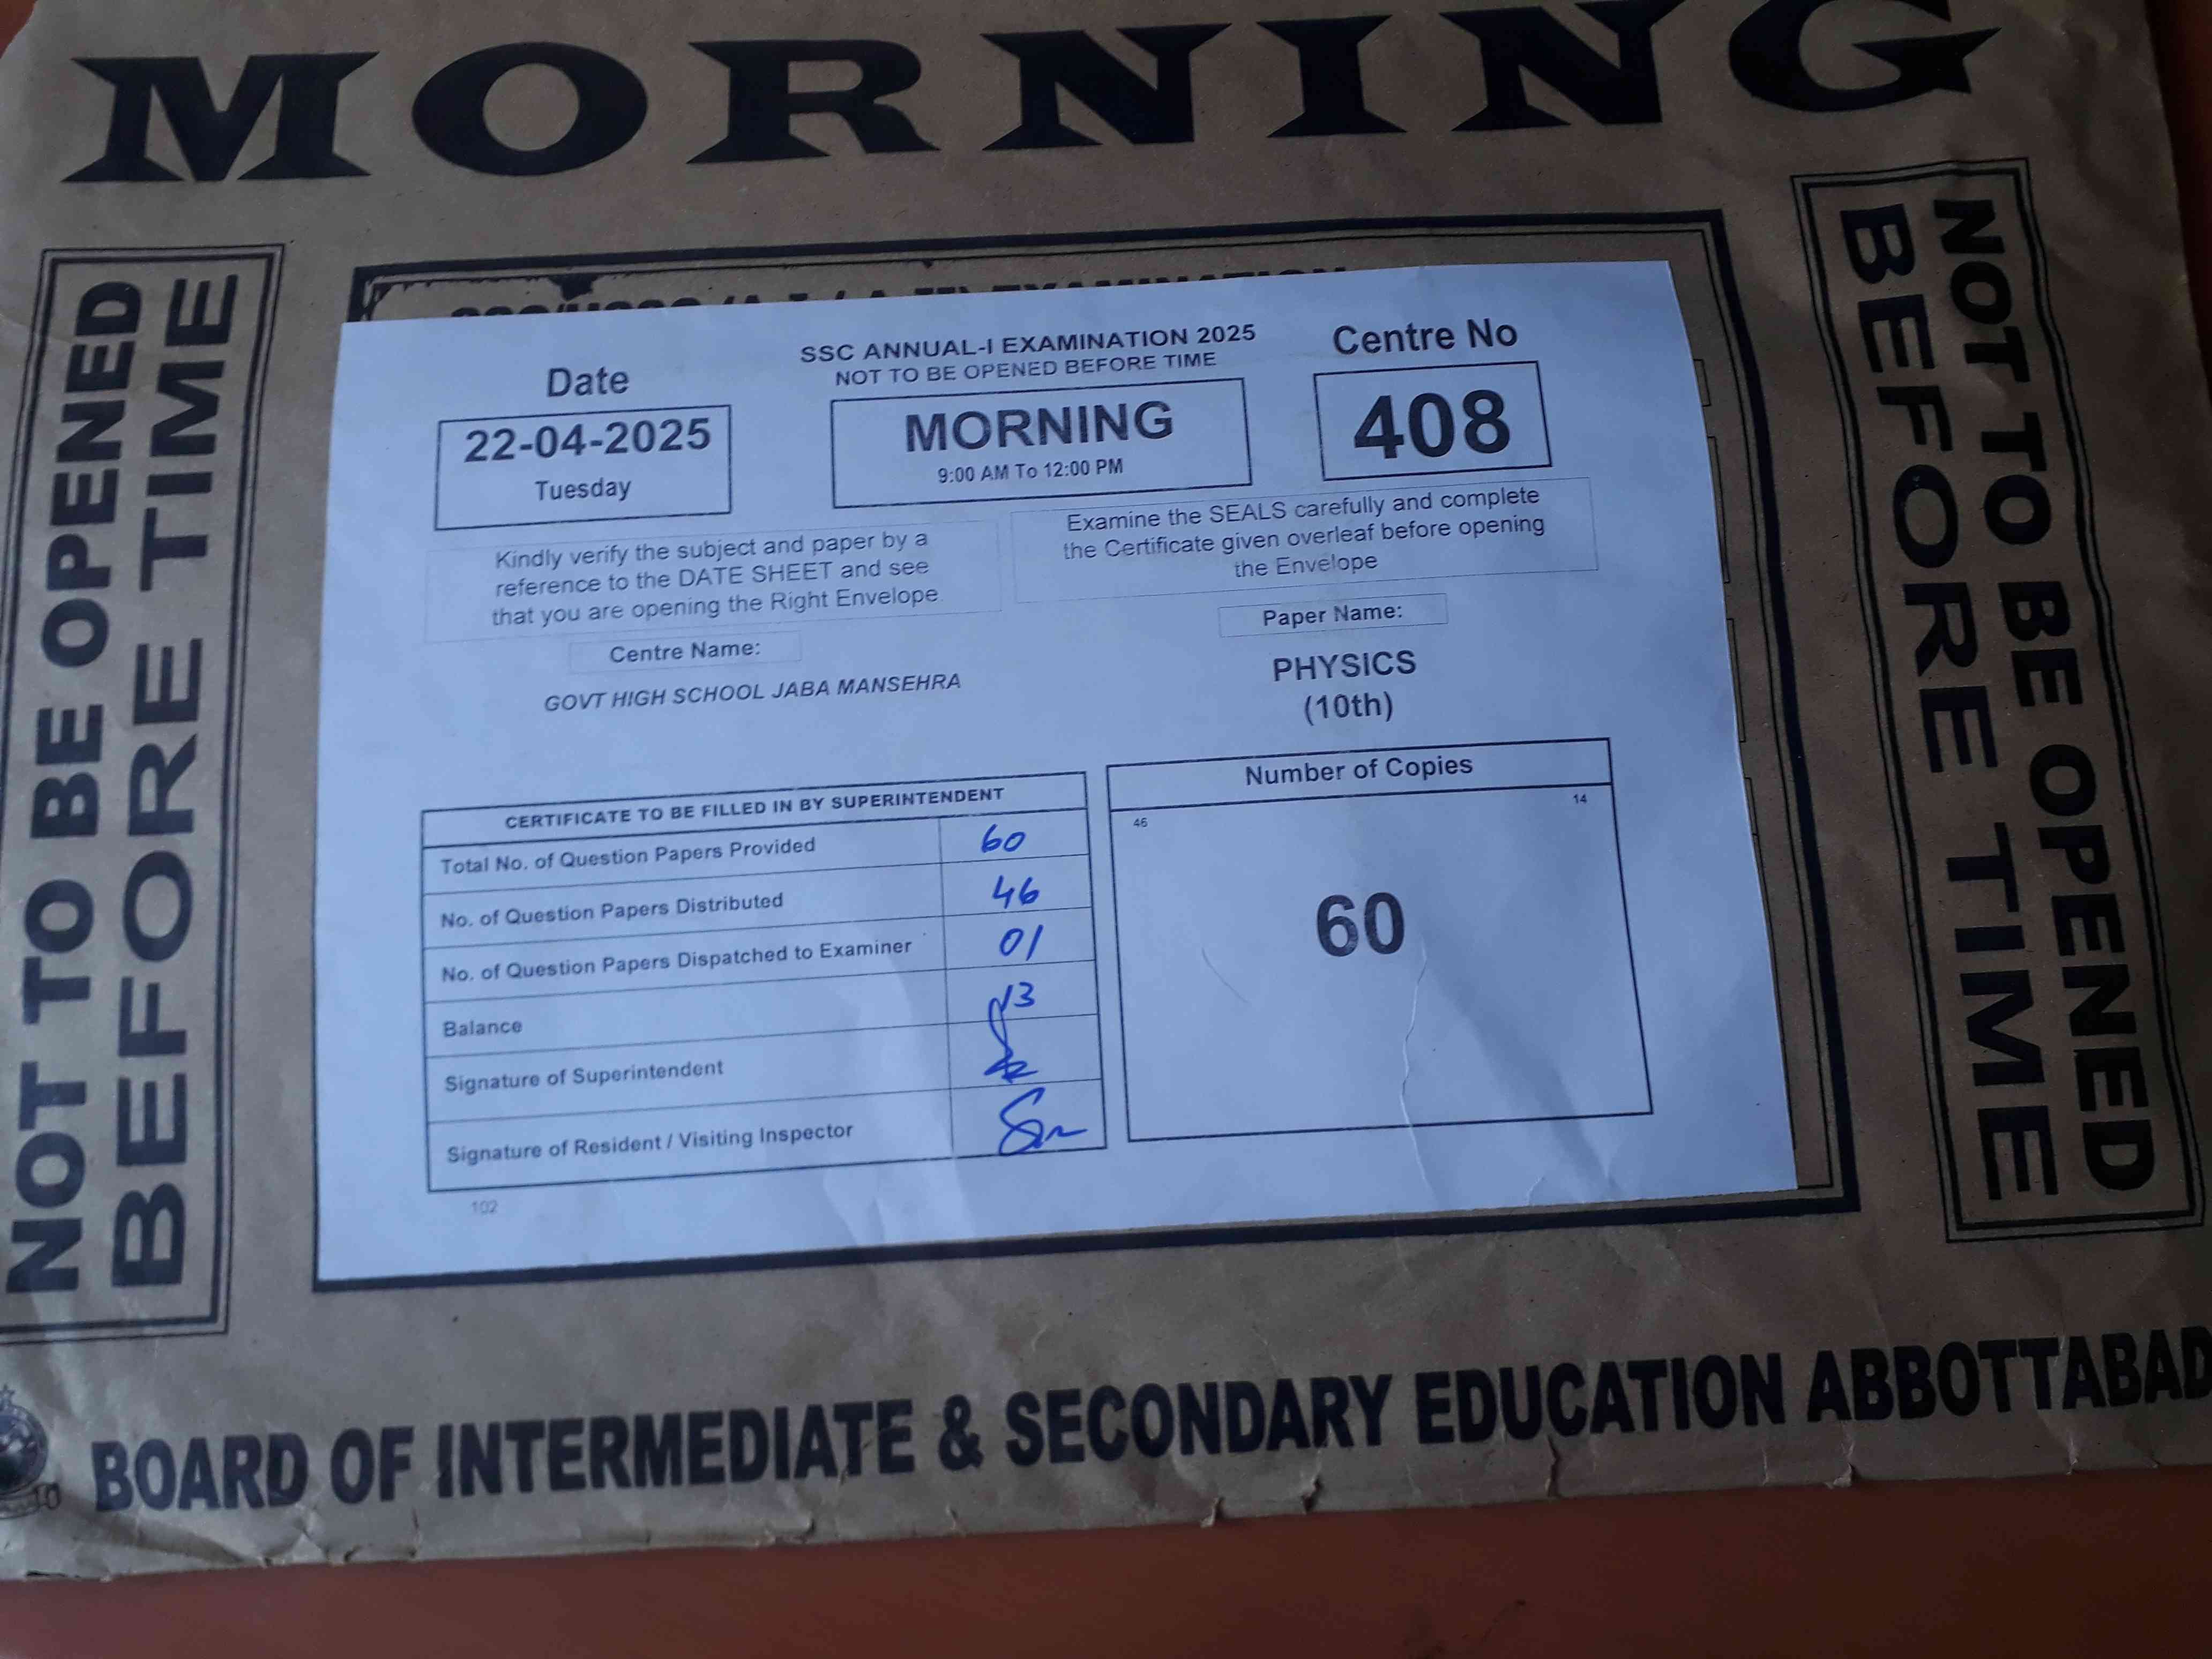 MORNING
NOT TO BE OPENED
BEFORE TIME
NOT TO BE OPENED
BEFORE TIME
EXAMINATION
SSC ANNUAL-I EXAMINATION 2025
NOT TO BE OPENED BEFORE TIME
Date
22-04-2025
Tuesday
MORNING
9:00 AM To 12:00 PM
Centre No
408
Kindly verify the subject and paper by a
reference to the DATE SHEET and see
that you are opening the Right Envelope
Examine the SEALS carefully and complete
the Certificate given overleaf before opening
the Envelope
Centre Name:
GOVT HIGH SCHOOL JABA MANSEHRA
Paper Name:
PHYSICS
(10th)
CERTIFICATE TO BE FILLED IN BY SUPERINTENDENT
Total No. of Question Papers Provided 60
No. of Question Papers Distributed 46
No. of Question Papers Dispatched to Examiner 01
Balance 13
Signature of Superintendent
Signature of Resident / Visiting Inspector
Number of Copies
46 14
60
102
BOARD OF INTERMEDIATE & SECONDARY EDUCATION ABBOTTABAD